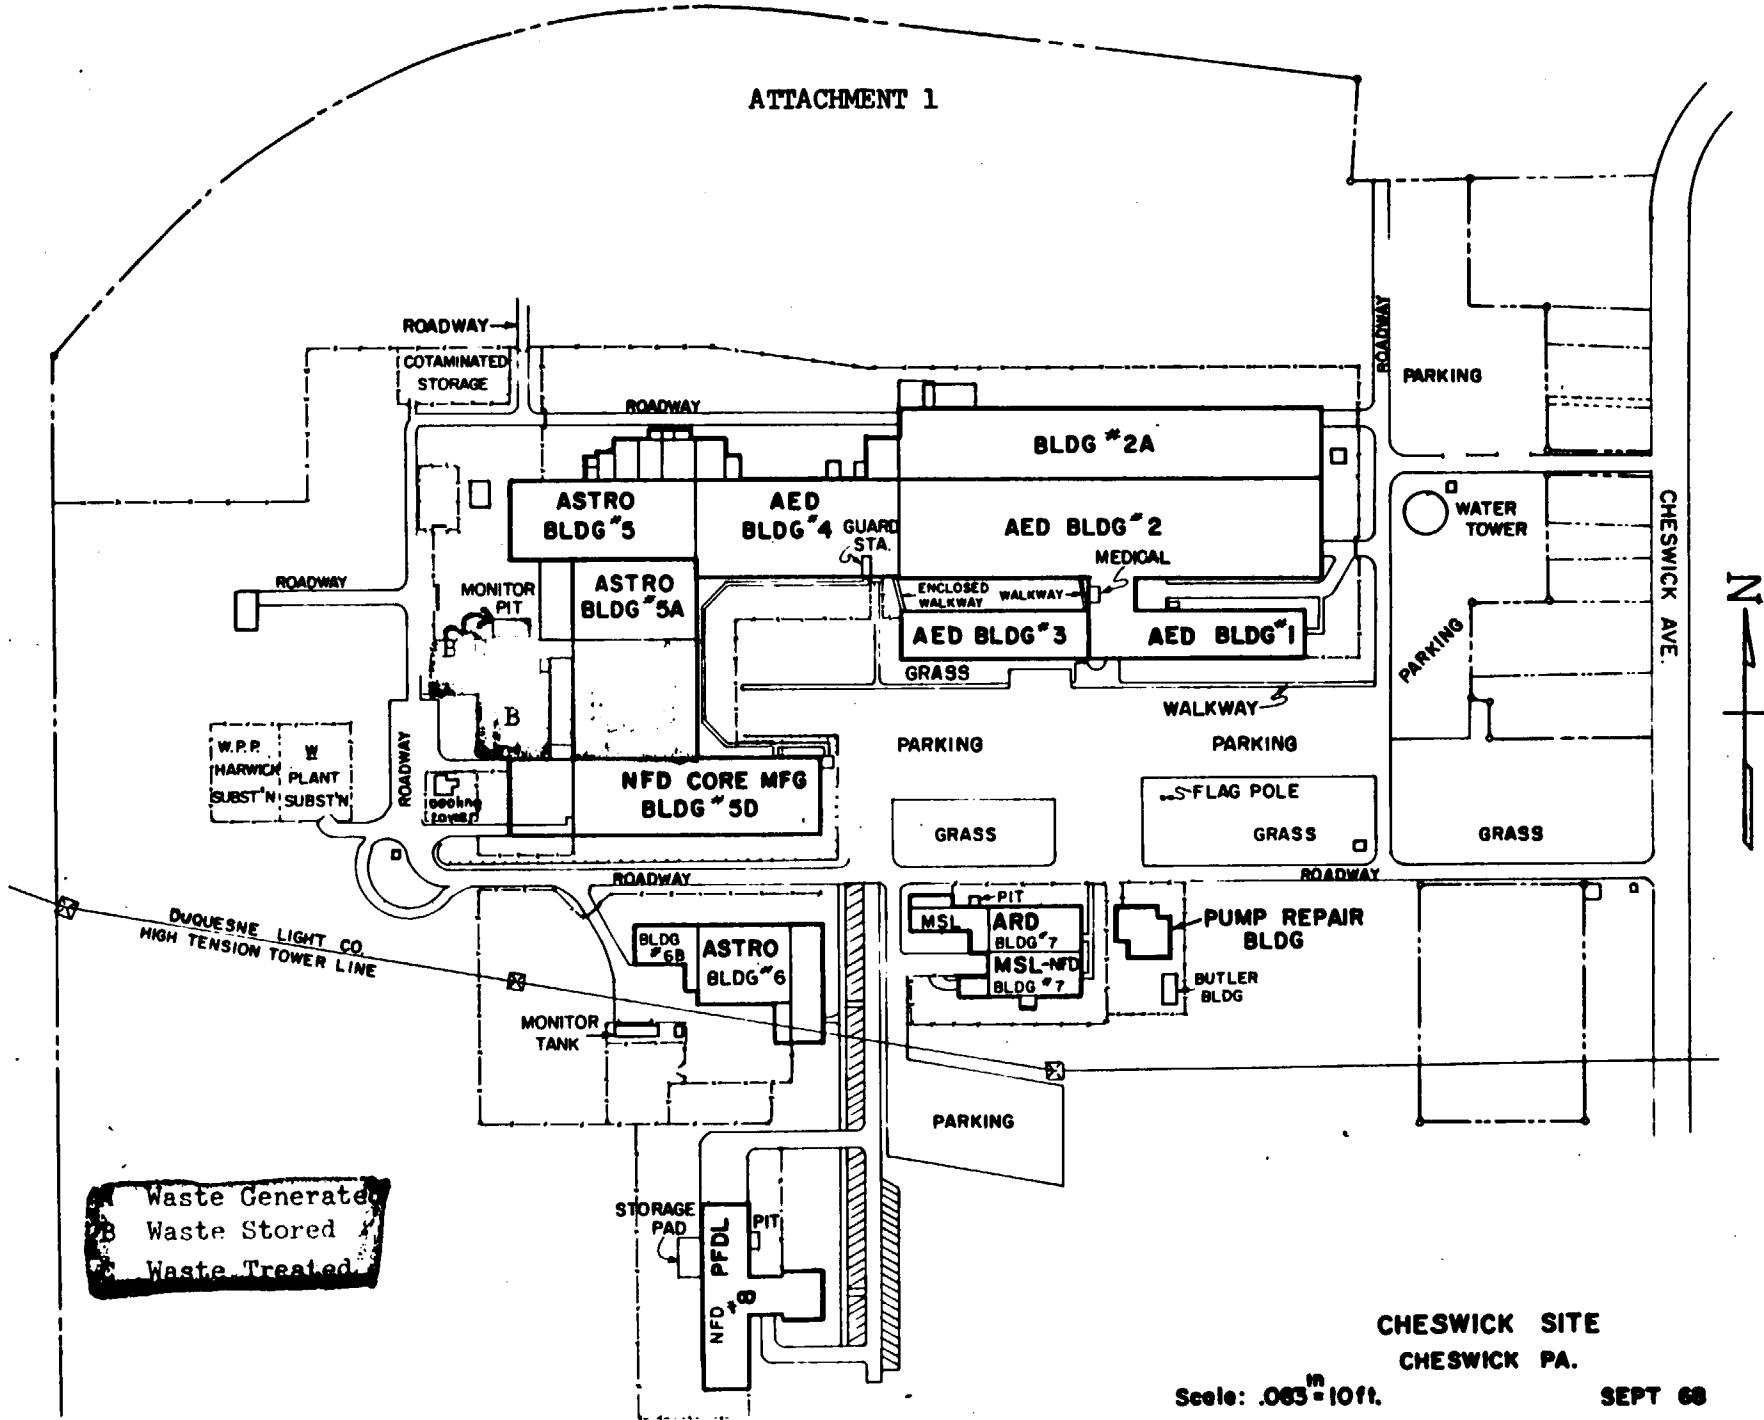 ATTACHMENT 1
ROADWAY
COTAMINATED
STORAGE
ROADWAY
ROADWAY
PARKING
BLDG #2A
ASTRO
BLDG #5
AED
BLDG #4
GUARD
STA.
AED BLDG #2
MEDICAL
WATER
TOWER
CHESWICK AVE.
ROADWAY
MONITOR
PIT
ASTRO
BLDG #5A
ENCLOSED
WALKWAY
WALKWAY
AED BLDG #3
AED BLDG #1
N
B
GRASS
PARKING
B
WALKWAY
W.P.P.
HARWICK
SUBST'N
W
PLANT
SUBST'N
ROADWAY
PARKING
PARKING
NFD CORE MFG
BLDG #5D
cooling
tower
FLAG POLE
GRASS
GRASS
GRASS
ROADWAY
ROADWAY
DUQUESNE LIGHT CO.
HIGH TENSION TOWER LINE
BLDG
#6B
ASTRO
BLDG #6
MSL
PIT
ARD
BLDG #7
MSL-NFD
BLDG #7
PUMP REPAIR
BLDG
BUTLER
BLDG
MONITOR
TANK
PARKING
Waste Generated
B Waste Stored
Waste Treated
STORAGE
PAD
PIT
NFD PFDL
#8
CHESWICK SITE
CHESWICK PA.
Scale: .083 in = 10ft.
SEPT 68